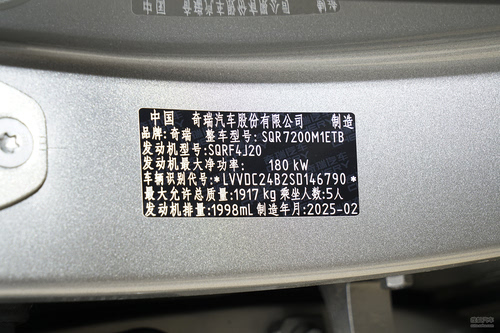 中国 奇瑞汽车股份有限公司 制造
品牌: 奇瑞 整车型号: SQR7200M1ETB
发动机型号: SQRF4J20
发动机最大净功率: 180 kW
车辆识别代号: *LVVDC24B2SD146790*
最大允许总质量: 1917 kg 乘坐人数: 5人
发动机排量: 1998mL 制造年月: 2025-02